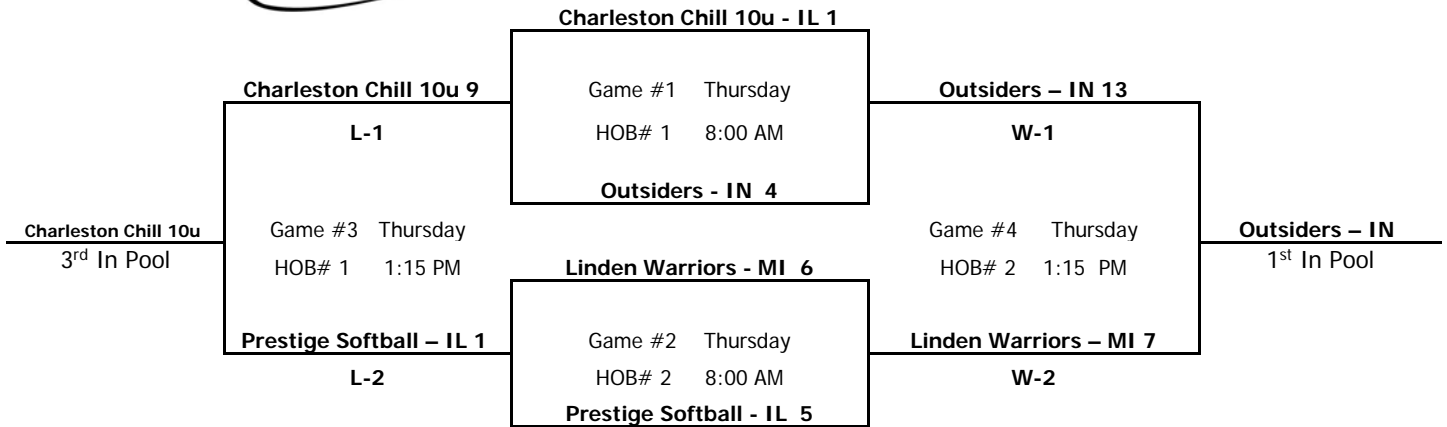 Charleston Chill 10u - IL 1
Charleston Chill 10u 9 Game #1 Thursday Outsiders – IN 13
L-1 HOB# 1 8:00 AM W-1
Outsiders - IN 4
Charleston Chill 10u Game #3 Thursday Game #4 Thursday Outsiders – IN
3rd In Pool HOB# 1 1:15 PM Linden Warriors - MI 6 HOB# 2 1:15 PM 1st In Pool
Prestige Softball – IL 1 Game #2 Thursday Linden Warriors – MI 7
L-2 HOB# 2 8:00 AM W-2
Prestige Softball - IL 5